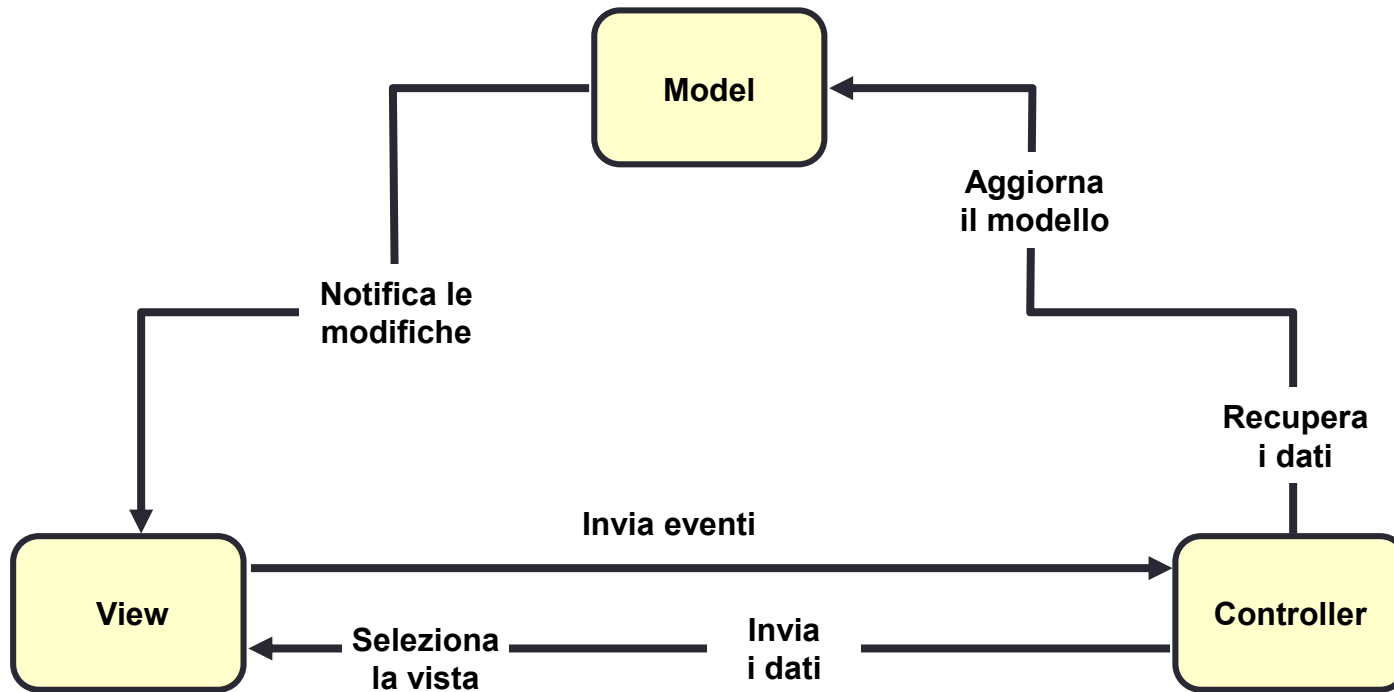 Model
Aggiorna
il modello
Notifica le
modifiche
Recupera
i dati
Invia eventi
View
Controller
Seleziona
la vista
Invia
i dati